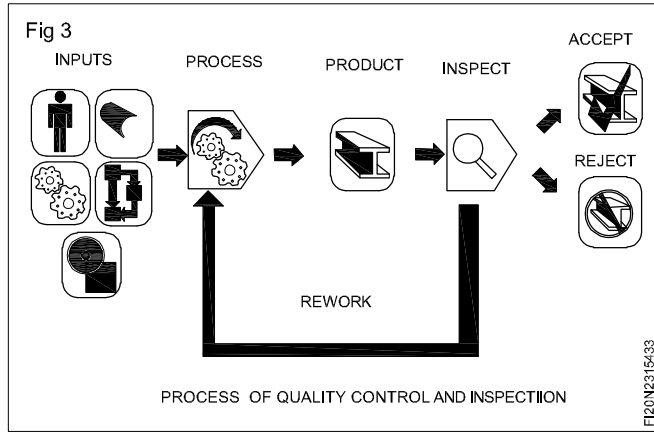 Fig 3
INPUTS
PROCESS
PRODUCT
INSPECT
ACCEPT
REJECT
REWORK
PROCESS OF QUALITY CONTROL AND INSPECTIION
FI20N2315433